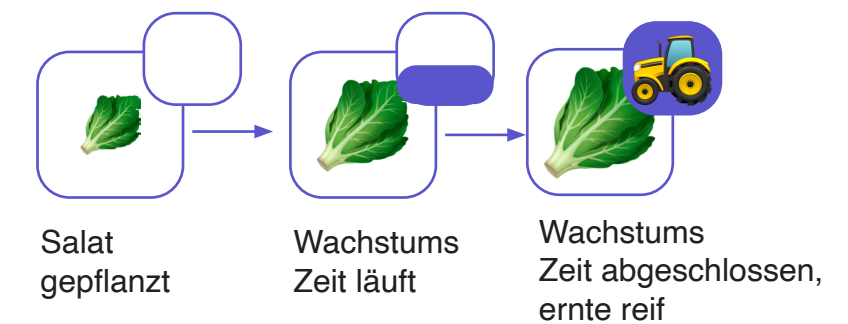 Salat
gepflanzt
Wachstums
Zeit läuft
Wachstums
Zeit abgeschlossen,
ernte reif